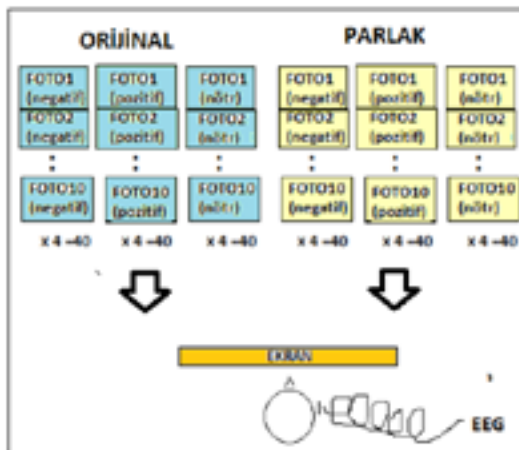 ORİJİNAL PARLAK
FOTO1 FOTO1 FOTO1 FOTO1 FOTO1 FOTO1
(negatif) (pozitif) (nötr) (negatif) (pozitif) (nötr)
FOTO2 FOTO2 FOTO2 FOTO2 FOTO2 FOTO2
(negatif) (pozitif) (nötr) (negatif) (pozitif) (nötr)
FOTO10 FOTO10 FOTO10 FOTO10 FOTO10 FOTO10
(negatif) (pozitif) (nötr) (negatif) (pozitif) (nötr)
x 4 =40 x 4 =40 x 4 =40 x 4 =40 x 4 =40 x 4 =40
EKRAN
EEG